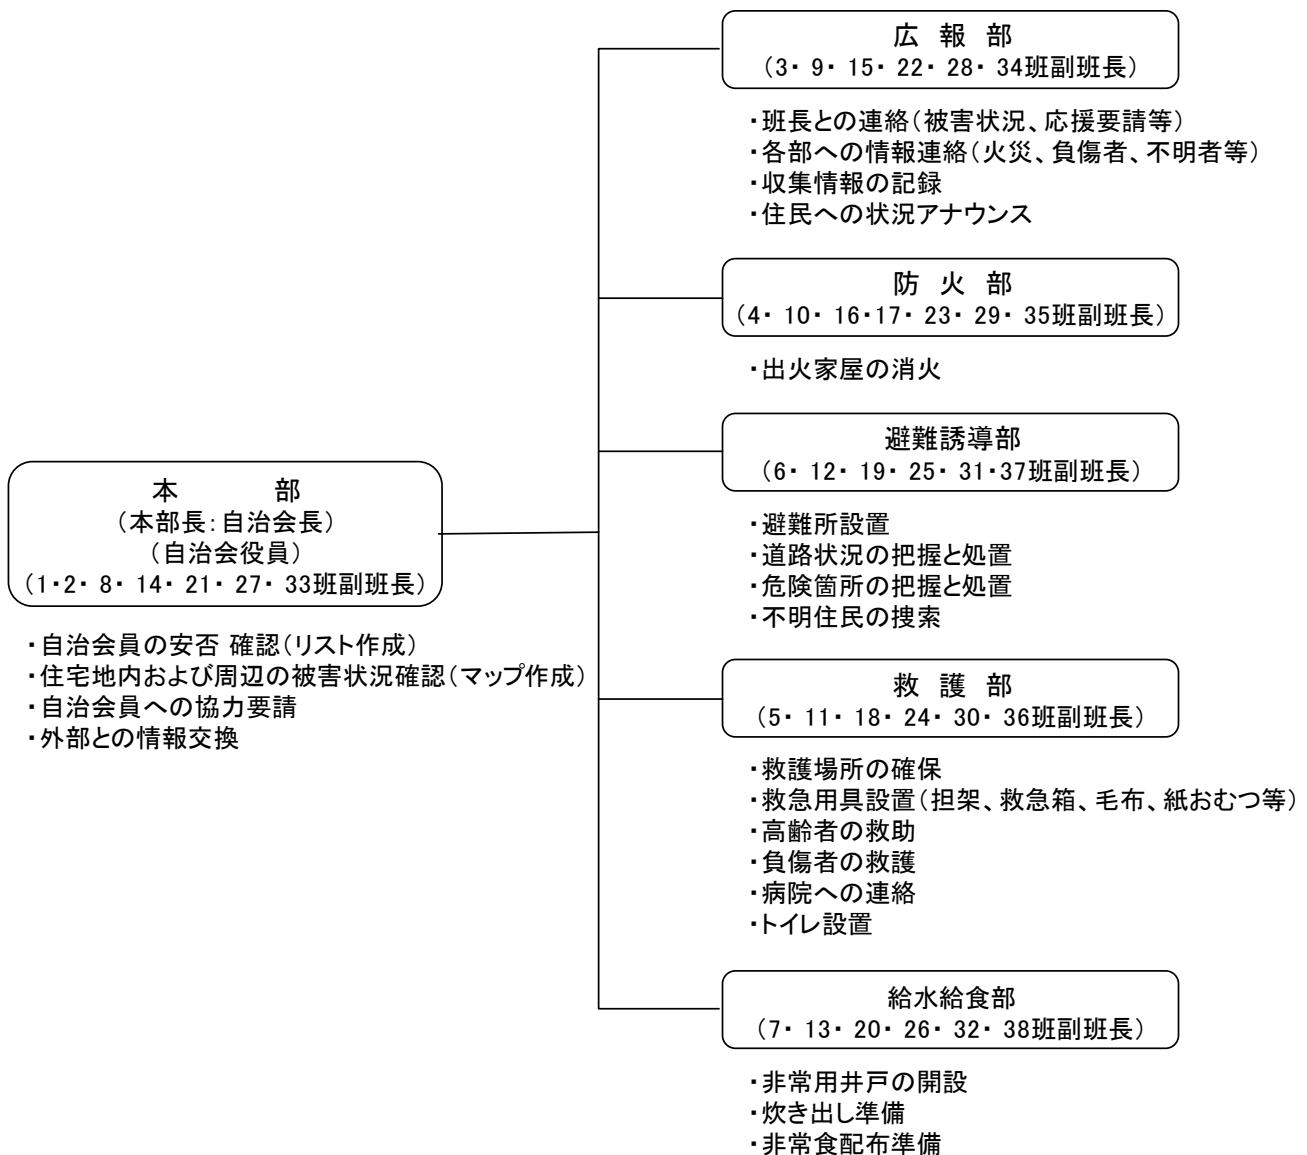 広 報 部
(3・ 9・ 15・ 22・ 28・ 34班副班長)
・班長との連絡(被害状況、応援要請等)
・各部への情報連絡(火災、負傷者、不明者等)
・収集情報の記録
・住民への状況アナウンス
防 火 部
(4・ 10・ 16・17・ 23・ 29・ 35班副班長)
・出火家屋の消火
避難誘導部
(6・ 12・ 19・ 25・ 31・37班副班長)
・避難所設置
・道路状況の把握と処置
・危険箇所の把握と処置
・不明住民の捜索
本 部
(本部長:自治会長)
(自治会役員)
(1・2・ 8・ 14・ 21・ 27・ 33班副班長)
・自治会員の安否 確認(リスト作成)
・住宅地内および周辺の被害状況確認(マップ作成)
・自治会員への協力要請
・外部との情報交換
救 護 部
(5・ 11・ 18・ 24・ 30・ 36班副班長)
・救護場所の確保
・救急用具設置(担架、救急箱、毛布、紙おむつ等)
・高齢者の救助
・負傷者の救護
・病院への連絡
・トイレ設置
給水給食部
(7・ 13・ 20・ 26・ 32・ 38班副班長)
・非常用井戸の開設
・炊き出し準備
・非常食配布準備